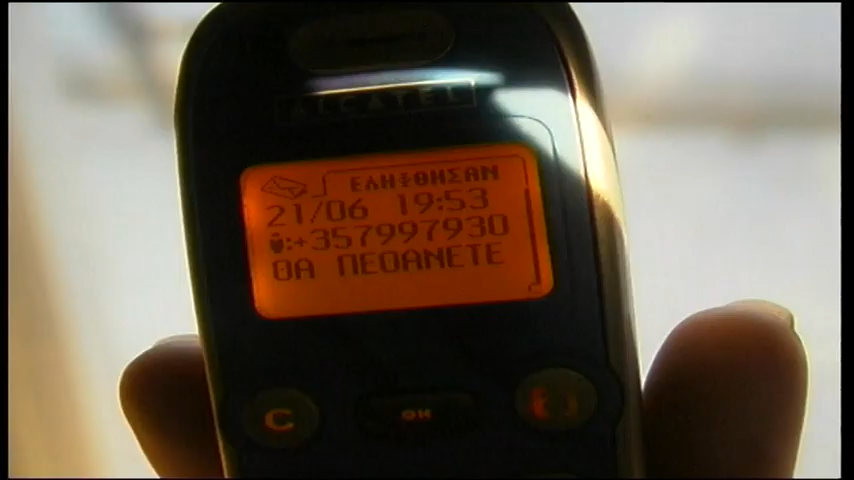 ALCATEL
ΕΛΗΦΘΗΣΑΝ
21/06 19:53
:+357997930
ΘΑ ΠΕΘΑΝΕΤΕ
C
OK